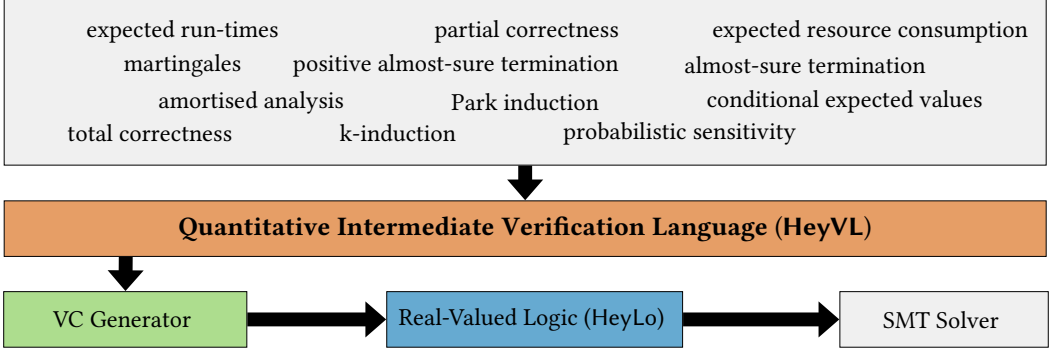 expected run-times partial correctness expected resource consumption
martingales positive almost-sure termination almost-sure termination
amortised analysis Park induction conditional expected values
total correctness k-induction probabilistic sensitivity
Quantitative Intermediate Verification Language (HeyVL)
VC Generator Real-Valued Logic (HeyLo) SMT Solver